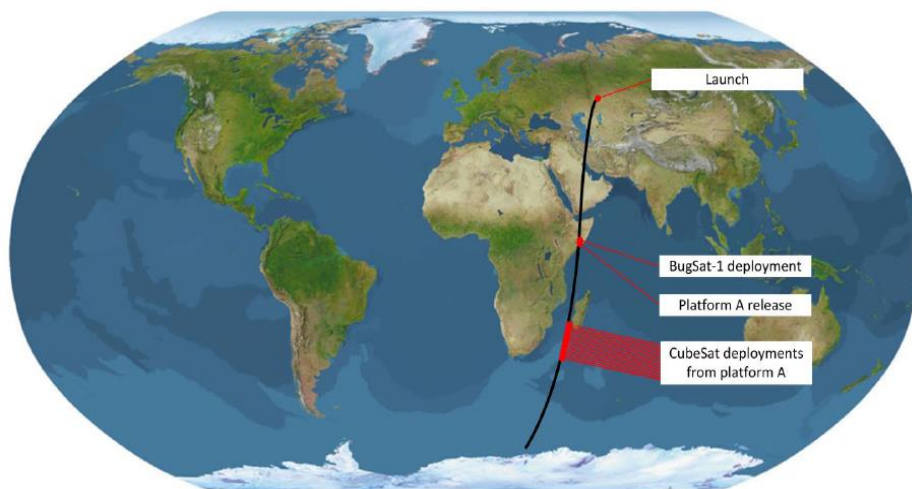 Launch
BugSat-1 deployment
Platform A release
CubeSat deployments
from platform A